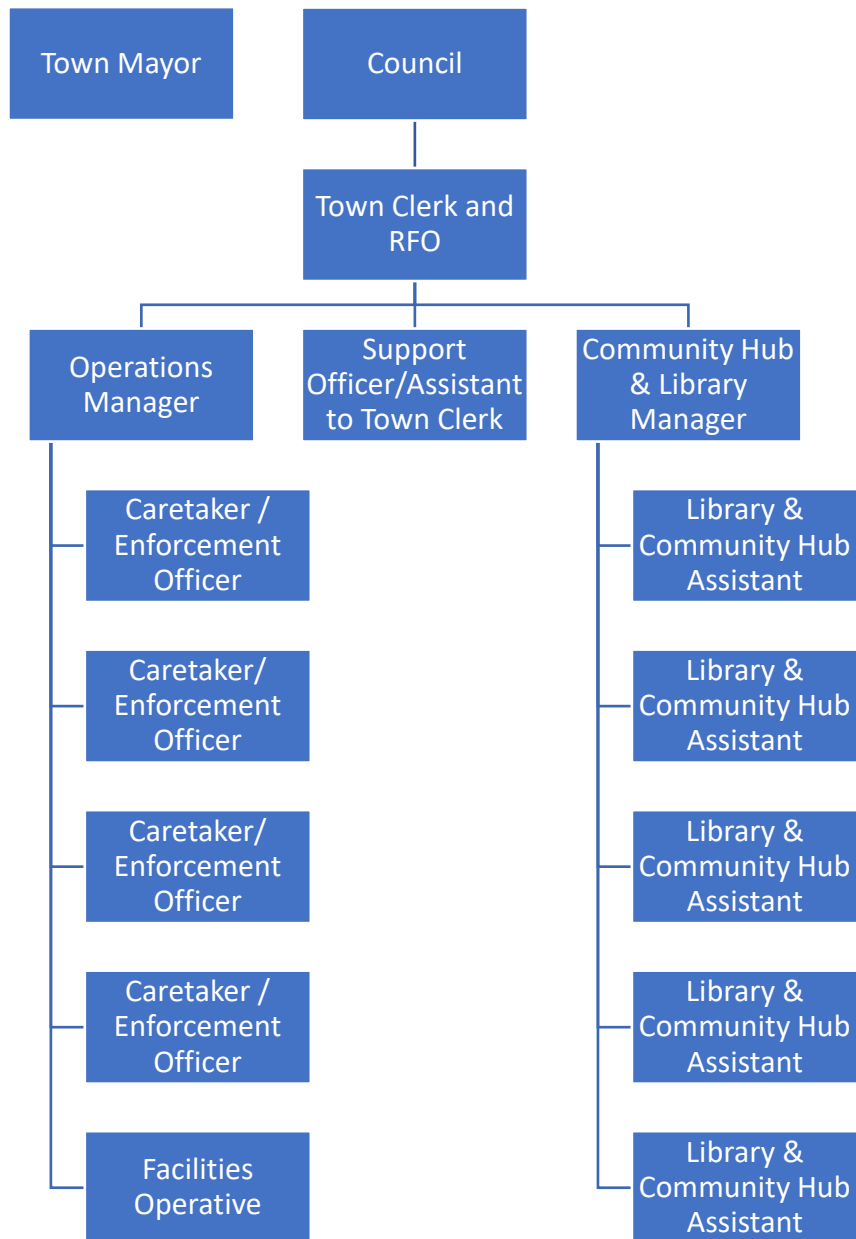 Town Mayor
Council
Town Clerk and
RFO
Operations
Manager
Support
Officer/Assistant
to Town Clerk
Community Hub
& Library
Manager
Caretaker /
Enforcement
Officer
Caretaker/
Enforcement
Officer
Caretaker/
Enforcement
Officer
Caretaker /
Enforcement
Officer
Facilities
Operative
Library &
Community Hub
Assistant
Library &
Community Hub
Assistant
Library &
Community Hub
Assistant
Library &
Community Hub
Assistant
Library &
Community Hub
Assistant